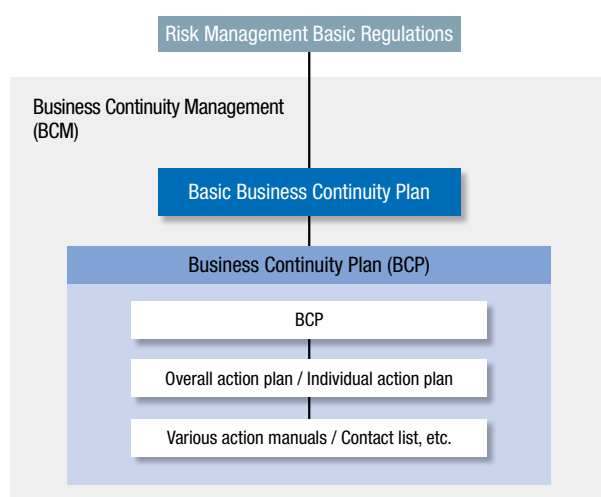 Risk Management Basic Regulations
Business Continuity Management
(BCM)
Basic Business Continuity Plan
Business Continuity Plan (BCP)
BCP
Overall action plan / Individual action plan
Various action manuals / Contact list, etc.